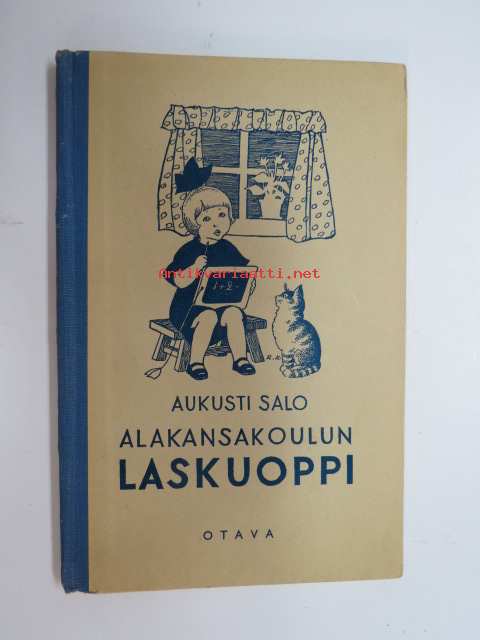 Antikvariaatti.net
1+2-
R.K.
AUKUSTI SALO
ALAKANSAKOULUN
LASKUOPPI
OTAVA